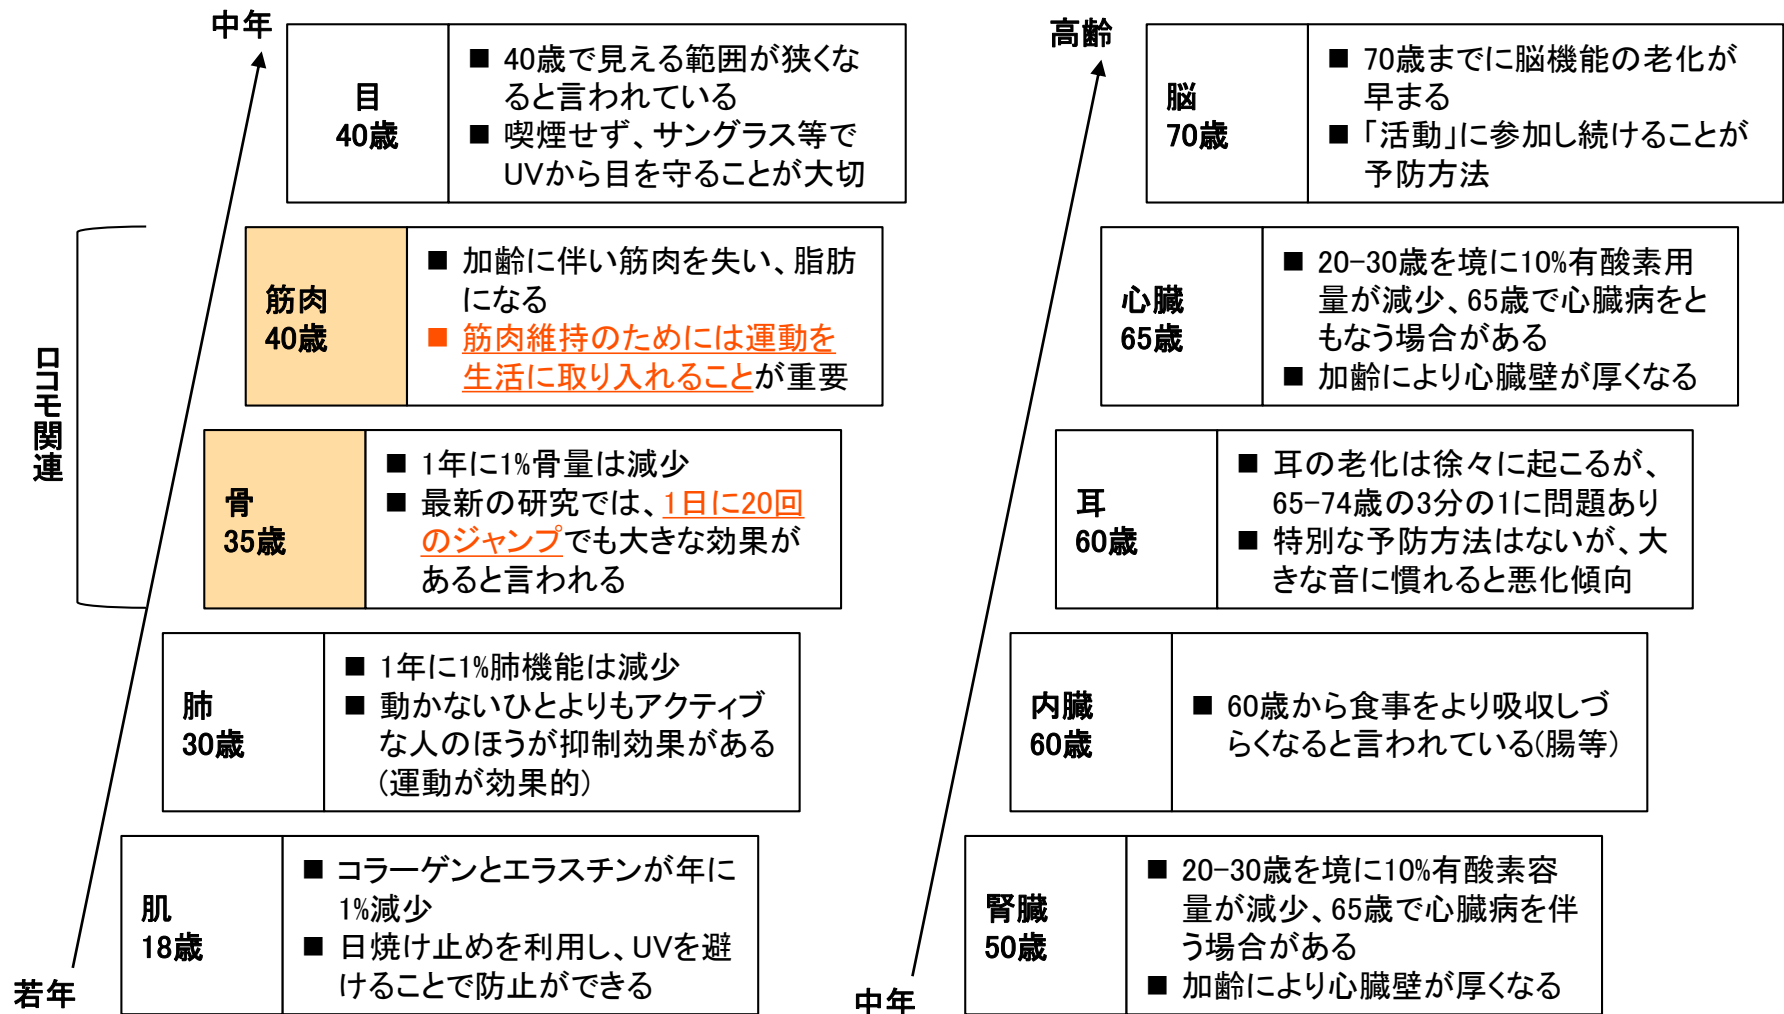 中年
目
40歳
■ 40歳で見える範囲が狭くな
ると言われている
■ 喫煙せず、サングラス等で
UVから目を守ることが大切
ロコモ関連
筋肉
40歳
■ 加齢に伴い筋肉を失い、脂肪
になる
■ 筋肉維持のためには運動を
生活に取り入れることが重要
骨
35歳
■ 1年に1%骨量は減少
■ 最新の研究では、1日に20回
のジャンプでも大きな効果が
あると言われる
肺
30歳
■ 1年に1%肺機能は減少
■ 動かないひとよりもアクティブ
な人のほうが抑制効果がある
(運動が効果的)
肌
18歳
■ コラーゲンとエラスチンが年に
1%減少
■ 日焼け止めを利用し、UVを避
けることで防止ができる
若年
高齢
脳
70歳
■ 70歳までに脳機能の老化が
早まる
■ 「活動」に参加し続けることが
予防方法
心臓
65歳
■ 20-30歳を境に10%有酸素用
量が減少、65歳で心臓病をと
もなう場合がある
■ 加齢により心臓壁が厚くなる
耳
60歳
■ 耳の老化は徐々に起こるが、
65-74歳の3分の1に問題あり
■ 特別な予防方法はないが、大
きな音に慣れると悪化傾向
内臓
60歳
■ 60歳から食事をより吸収しづ
らくなると言われている(腸等)
腎臓
50歳
■ 20-30歳を境に10%有酸素容
量が減少、65歳で心臓病を伴
う場合がある
■ 加齢により心臓壁が厚くなる
中年